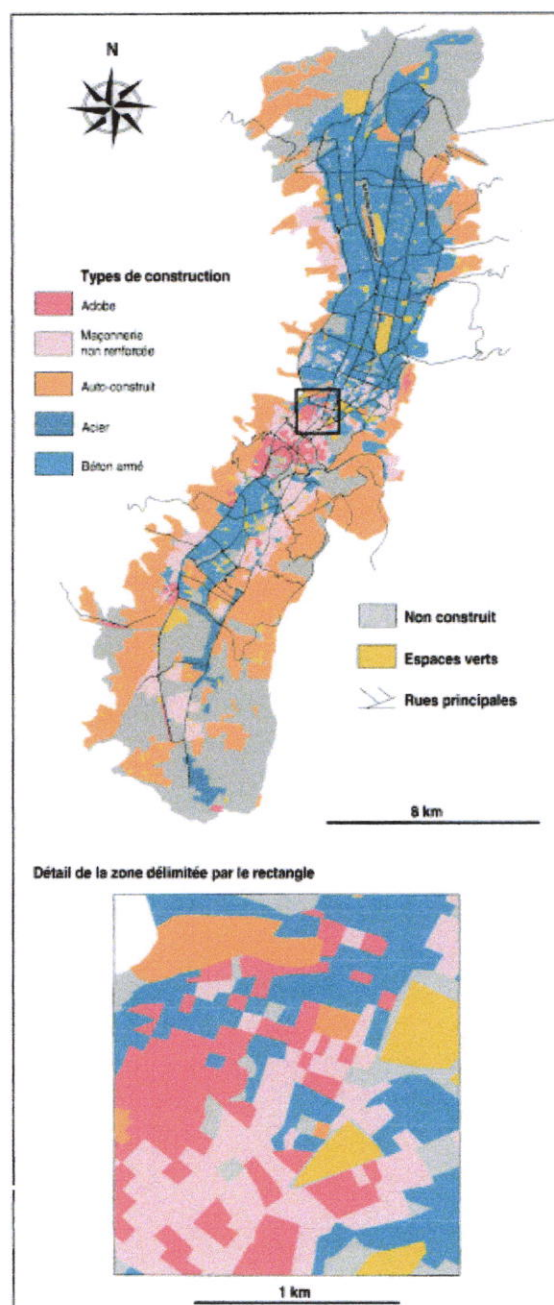 N
Types de construction
Adobe
Maçonnerie
non renforcée
Auto-construit
Acier
Béton armé
Non construit
Espaces verts
Rues principales
8 km
Détail de la zone délimitée par le rectangle
1 km